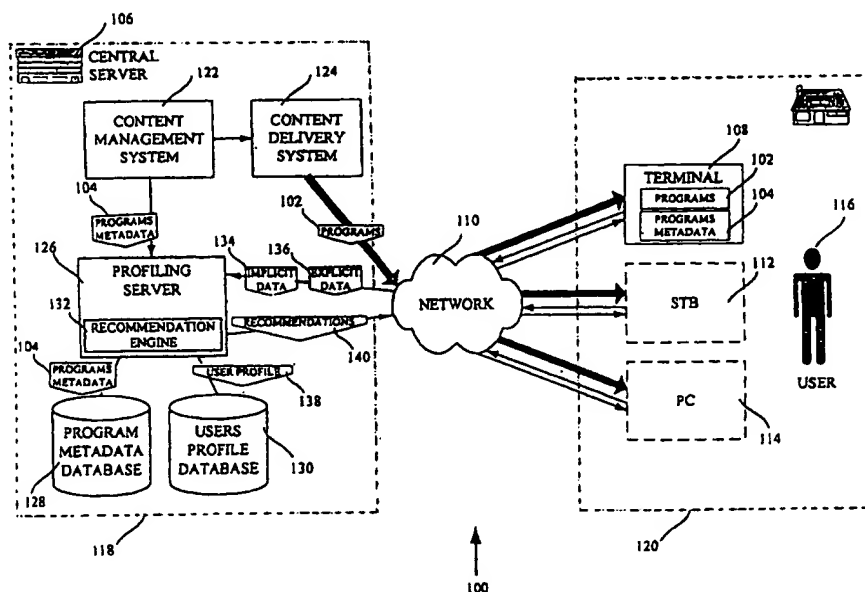 106
CENTRAL
SERVER
122
124
CONTENT
MANAGEMENT
SYSTEM
CONTENT
DELIVERY
SYSTEM
104
PROGRAMS
METADATA
102
PROGRAMS
126
PROFILING
SERVER
134
IMPLICIT
DATA
136
EXPLICIT
DATA
132
RECOMMENDATION
ENGINE
RECOMMENDATIONS
140
104
PROGRAMS
METADATA
USER PROFILE
138
PROGRAM
METADATA
DATABASE
128
USERS
PROFILE
DATABASE
130
118
110
NETWORK
100
108
TERMINAL
102
PROGRAMS
104
PROGRAMS
METADATA
112
STB
PC
114
116
USER
120